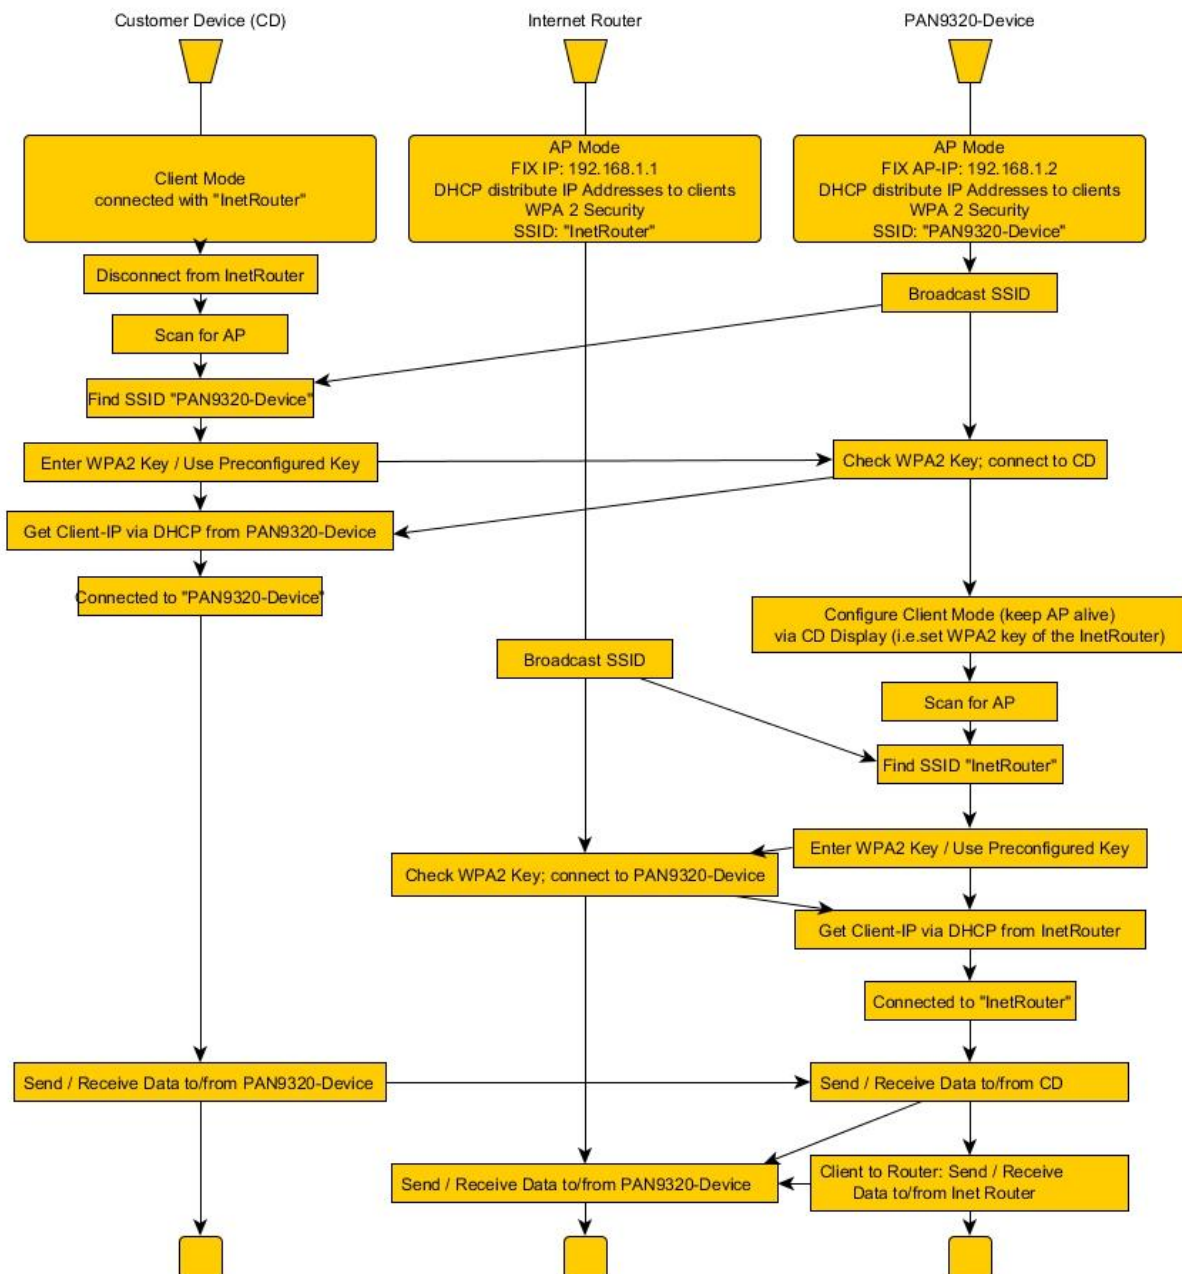 Customer Device (CD)
Internet Router
PAN9320-Device
Client Mode
connected with "InetRouter"
AP Mode
FIX IP: 192.168.1.1
DHCP distribute IP Addresses to clients
WPA 2 Security
SSID: "InetRouter"
AP Mode
FIX AP-IP: 192.168.1.2
DHCP distribute IP Addresses to clients
WPA 2 Security
SSID: "PAN9320-Device"
Disconnect from InetRouter
Broadcast SSID
Scan for AP
Find SSID "PAN9320-Device"
Enter WPA2 Key / Use Preconfigured Key
Check WPA2 Key; connect to CD
Get Client-IP via DHCP from PAN9320-Device
Connected to "PAN9320-Device"
Configure Client Mode (keep AP alive)
via CD Display (i.e.set WPA2 key of the InetRouter)
Broadcast SSID
Scan for AP
Find SSID "InetRouter"
Enter WPA2 Key / Use Preconfigured Key
Check WPA2 Key; connect to PAN9320-Device
Get Client-IP via DHCP from InetRouter
Connected to "InetRouter"
Send / Receive Data to/from PAN9320-Device
Send / Receive Data to/from CD
Send / Receive Data to/from PAN9320-Device
Client to Router: Send / Receive
Data to/from Inet Router